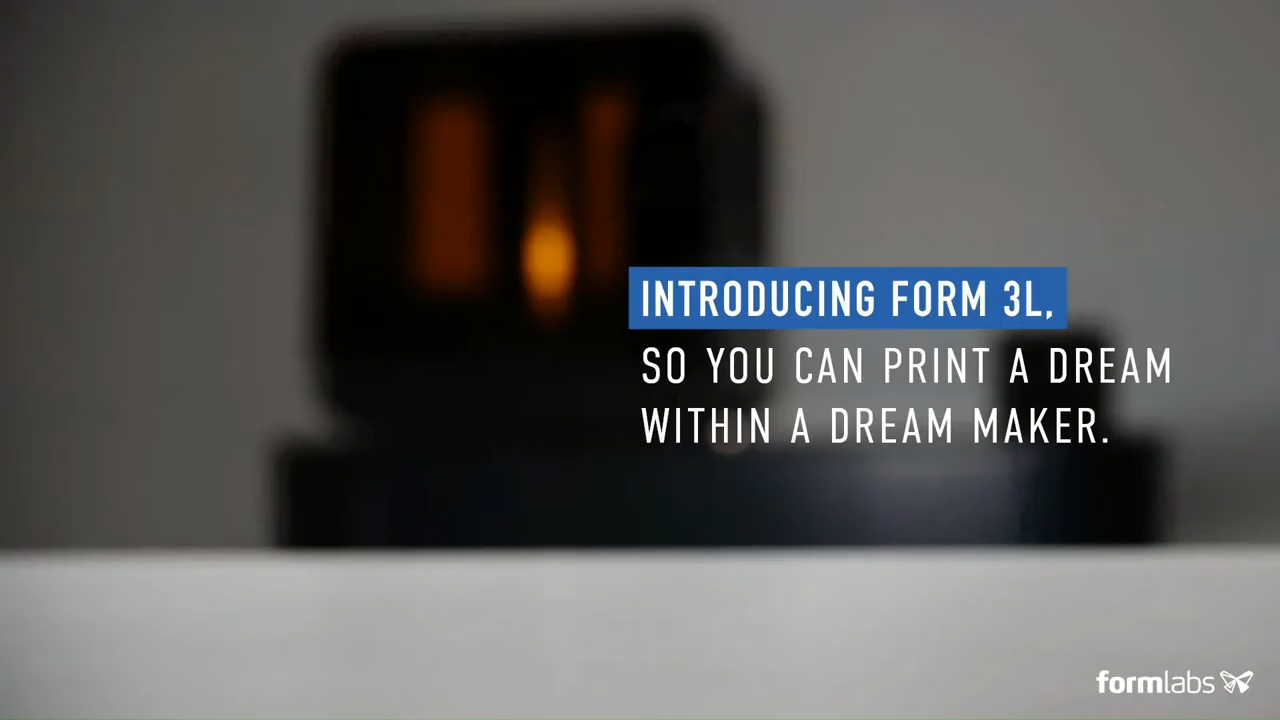 INTRODUCING FORM 3L,
SO YOU CAN PRINT A DREAM
WITHIN A DREAM MAKER.
formlabs